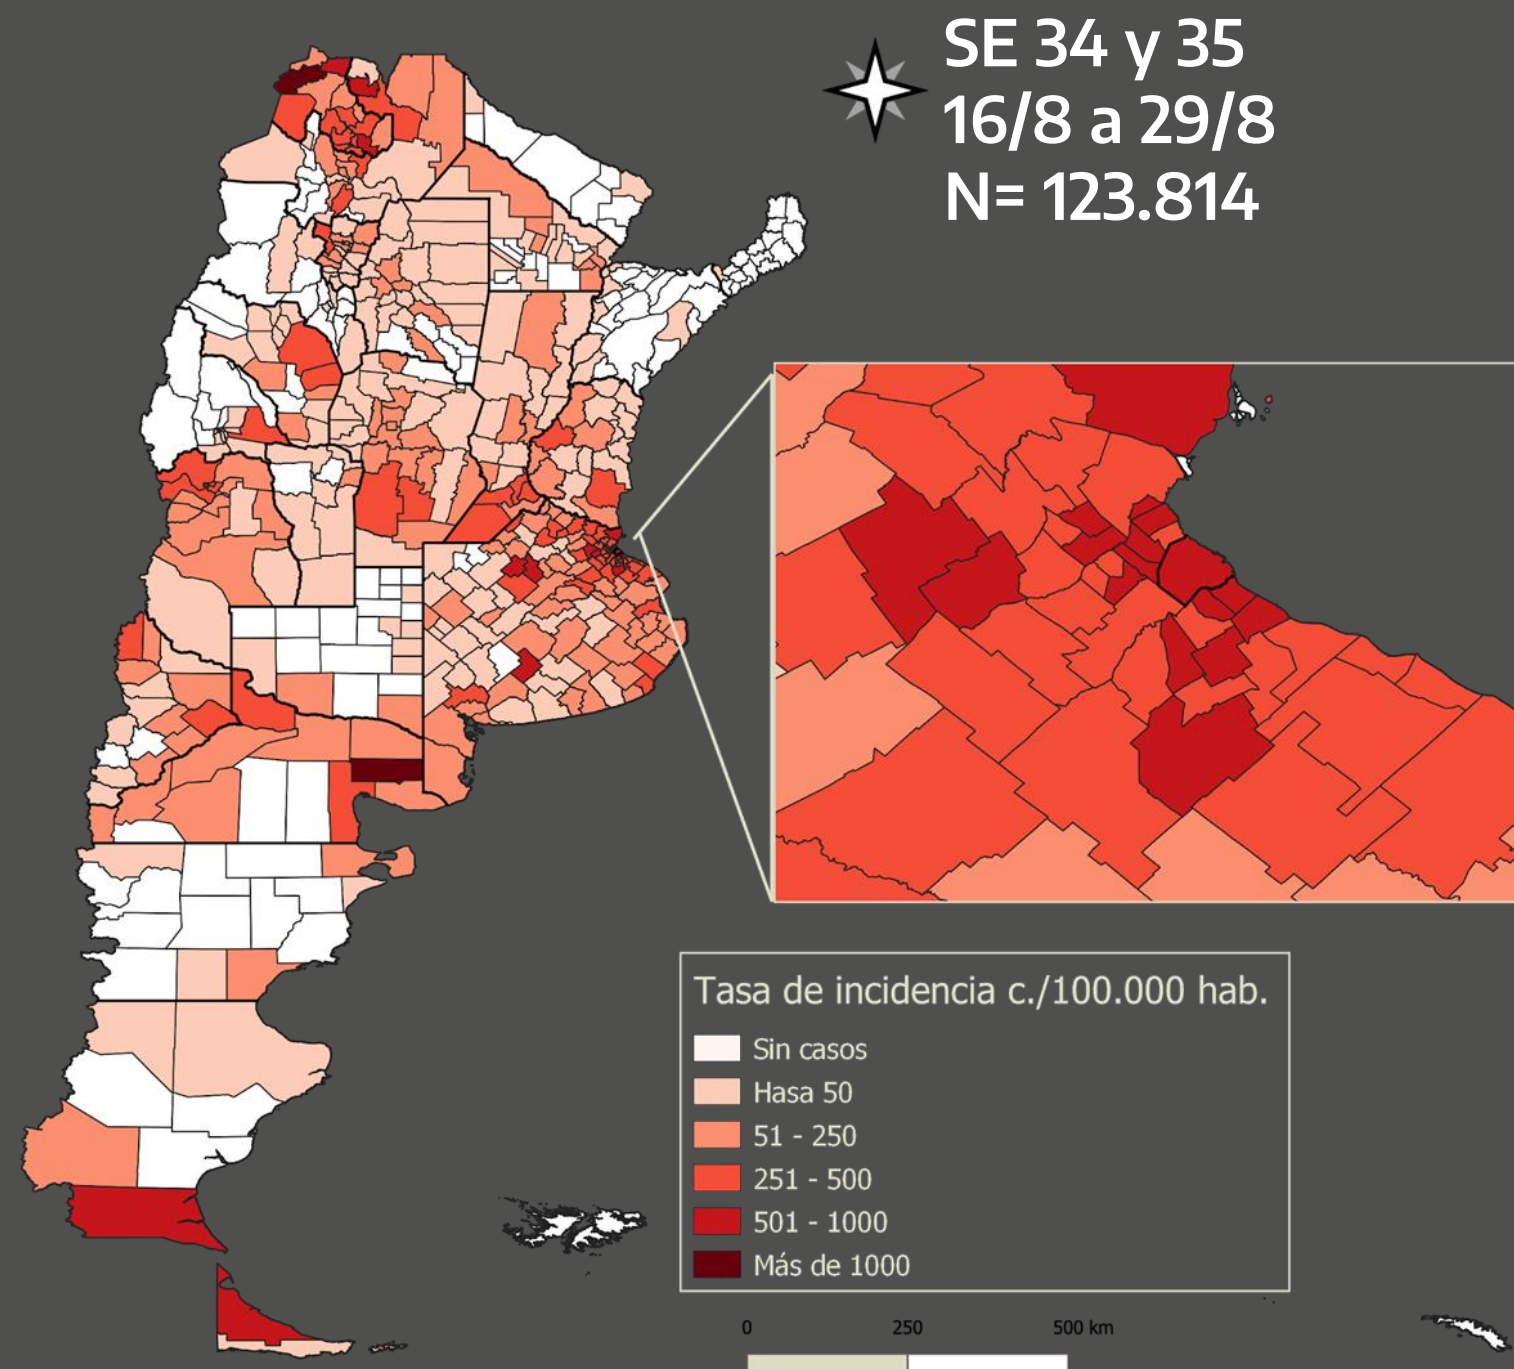 SE 34 y 35
16/8 a 29/8
N= 123.814
Tasa de incidencia c./100.000 hab.
Sin casos
Hasa 50
51 - 250
251 - 500
501 - 1000
Más de 1000
0 250 500 km